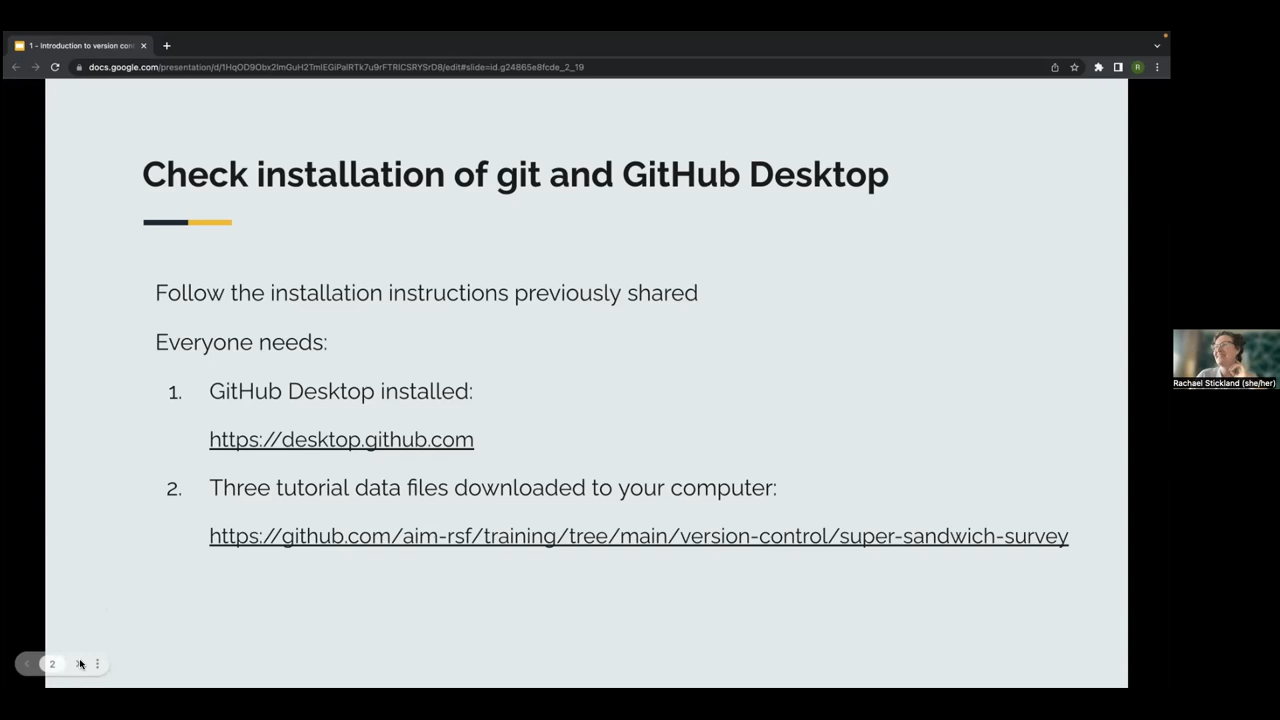 1 - Introduction to version con
docs.google.com/presentation/d/1HqOD9Obx2lmGuH2TmlEGiPalRTk7u9rFTRlCSRYSrD8/edit#slide=id.g24865e8fcde_2_19
R
Check installation of git and GitHub Desktop
Follow the installation instructions previously shared
Everyone needs:
1. GitHub Desktop installed:
https://desktop.github.com
2. Three tutorial data files downloaded to your computer:
https://github.com/aim-rsf/training/tree/main/version-control/super-sandwich-survey
Rachael Stickland (she/her)
2